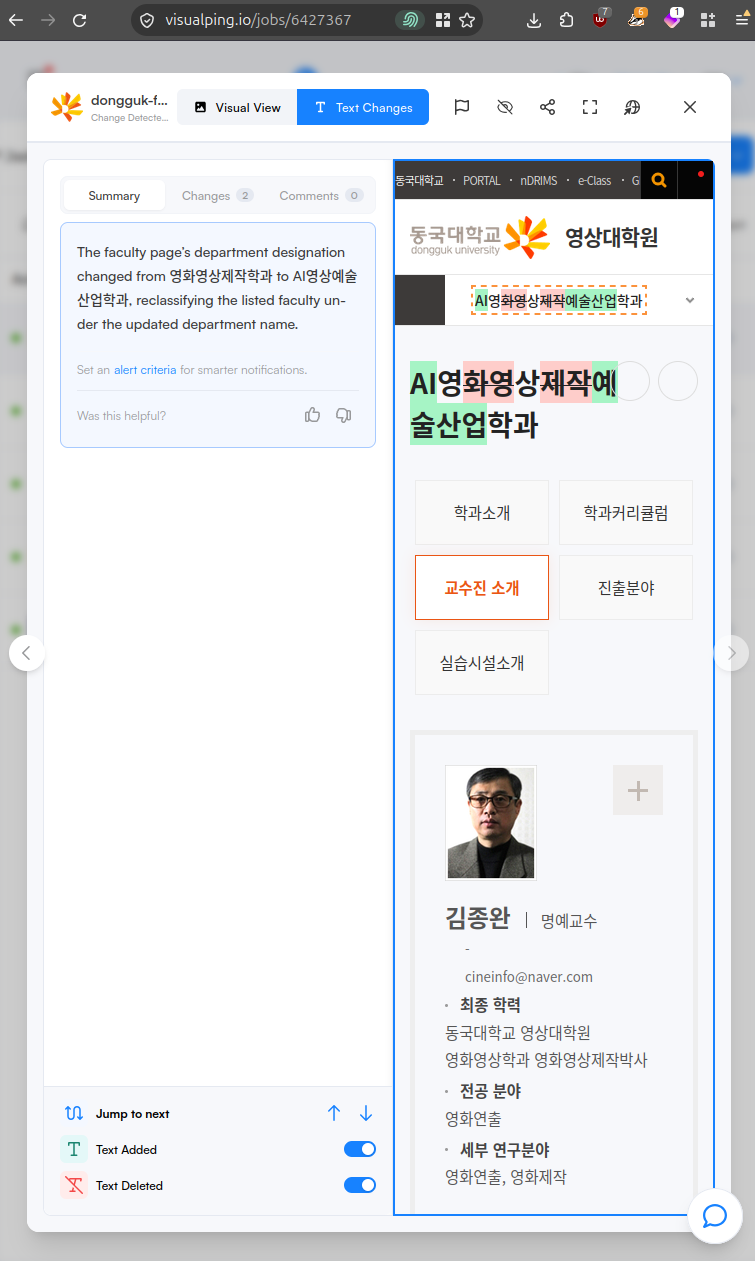 visualping.io/jobs/6427367
7
6
1
dongguk-f...
Change Detecte...
Visual View
Text Changes
Summary
Changes 2
Comments 0
The faculty page's department designation
changed from 영화영상제작학과 to AI영상예술
산업학과, reclassifying the listed faculty un-
der the updated department name.
Set an alert criteria for smarter notifications.
Was this helpful?
Jump to next
Text Added
Text Deleted
동국대학교 · PORTAL · nDRIMS · e-Class · G
동국대학교
dongguk university
영상대학원
AI영화영상제작예술산업학과
AI영화영상제작예
술산업학과
학과소개
학과커리큘럼
교수진 소개
진출분야
실습시설소개
김종완 | 명예교수
-
cineinfo@naver.com
· 최종 학력
동국대학교 영상대학원
영화영상학과 영화영상제작박사
· 전공 분야
영화연출
· 세부 연구분야
영화연출, 영화제작